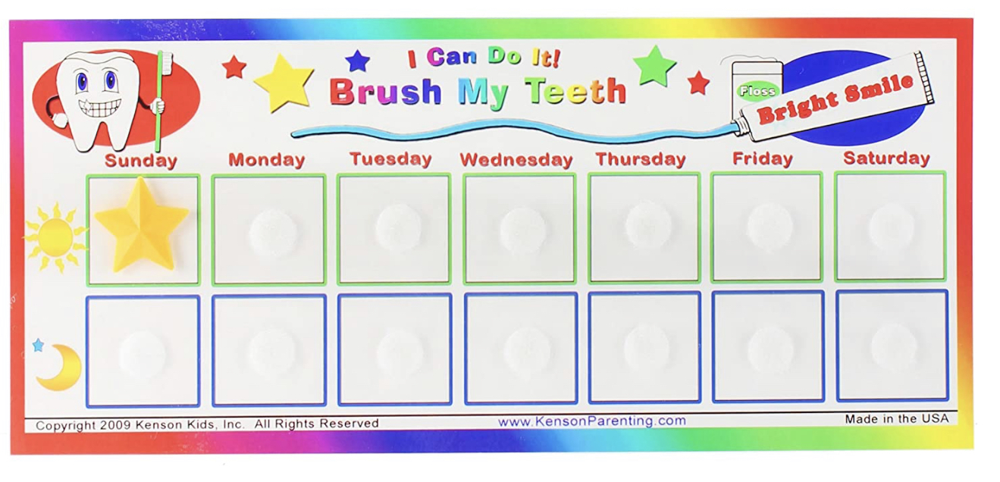 I Can Do It!
Brush My Teeth
Floss
Bright Smile
Sunday Monday Tuesday Wednesday Thursday Friday Saturday
Copyright 2009 Kenson Kids, Inc. All Rights Reserved www.KensonParenting.com Made in the USA